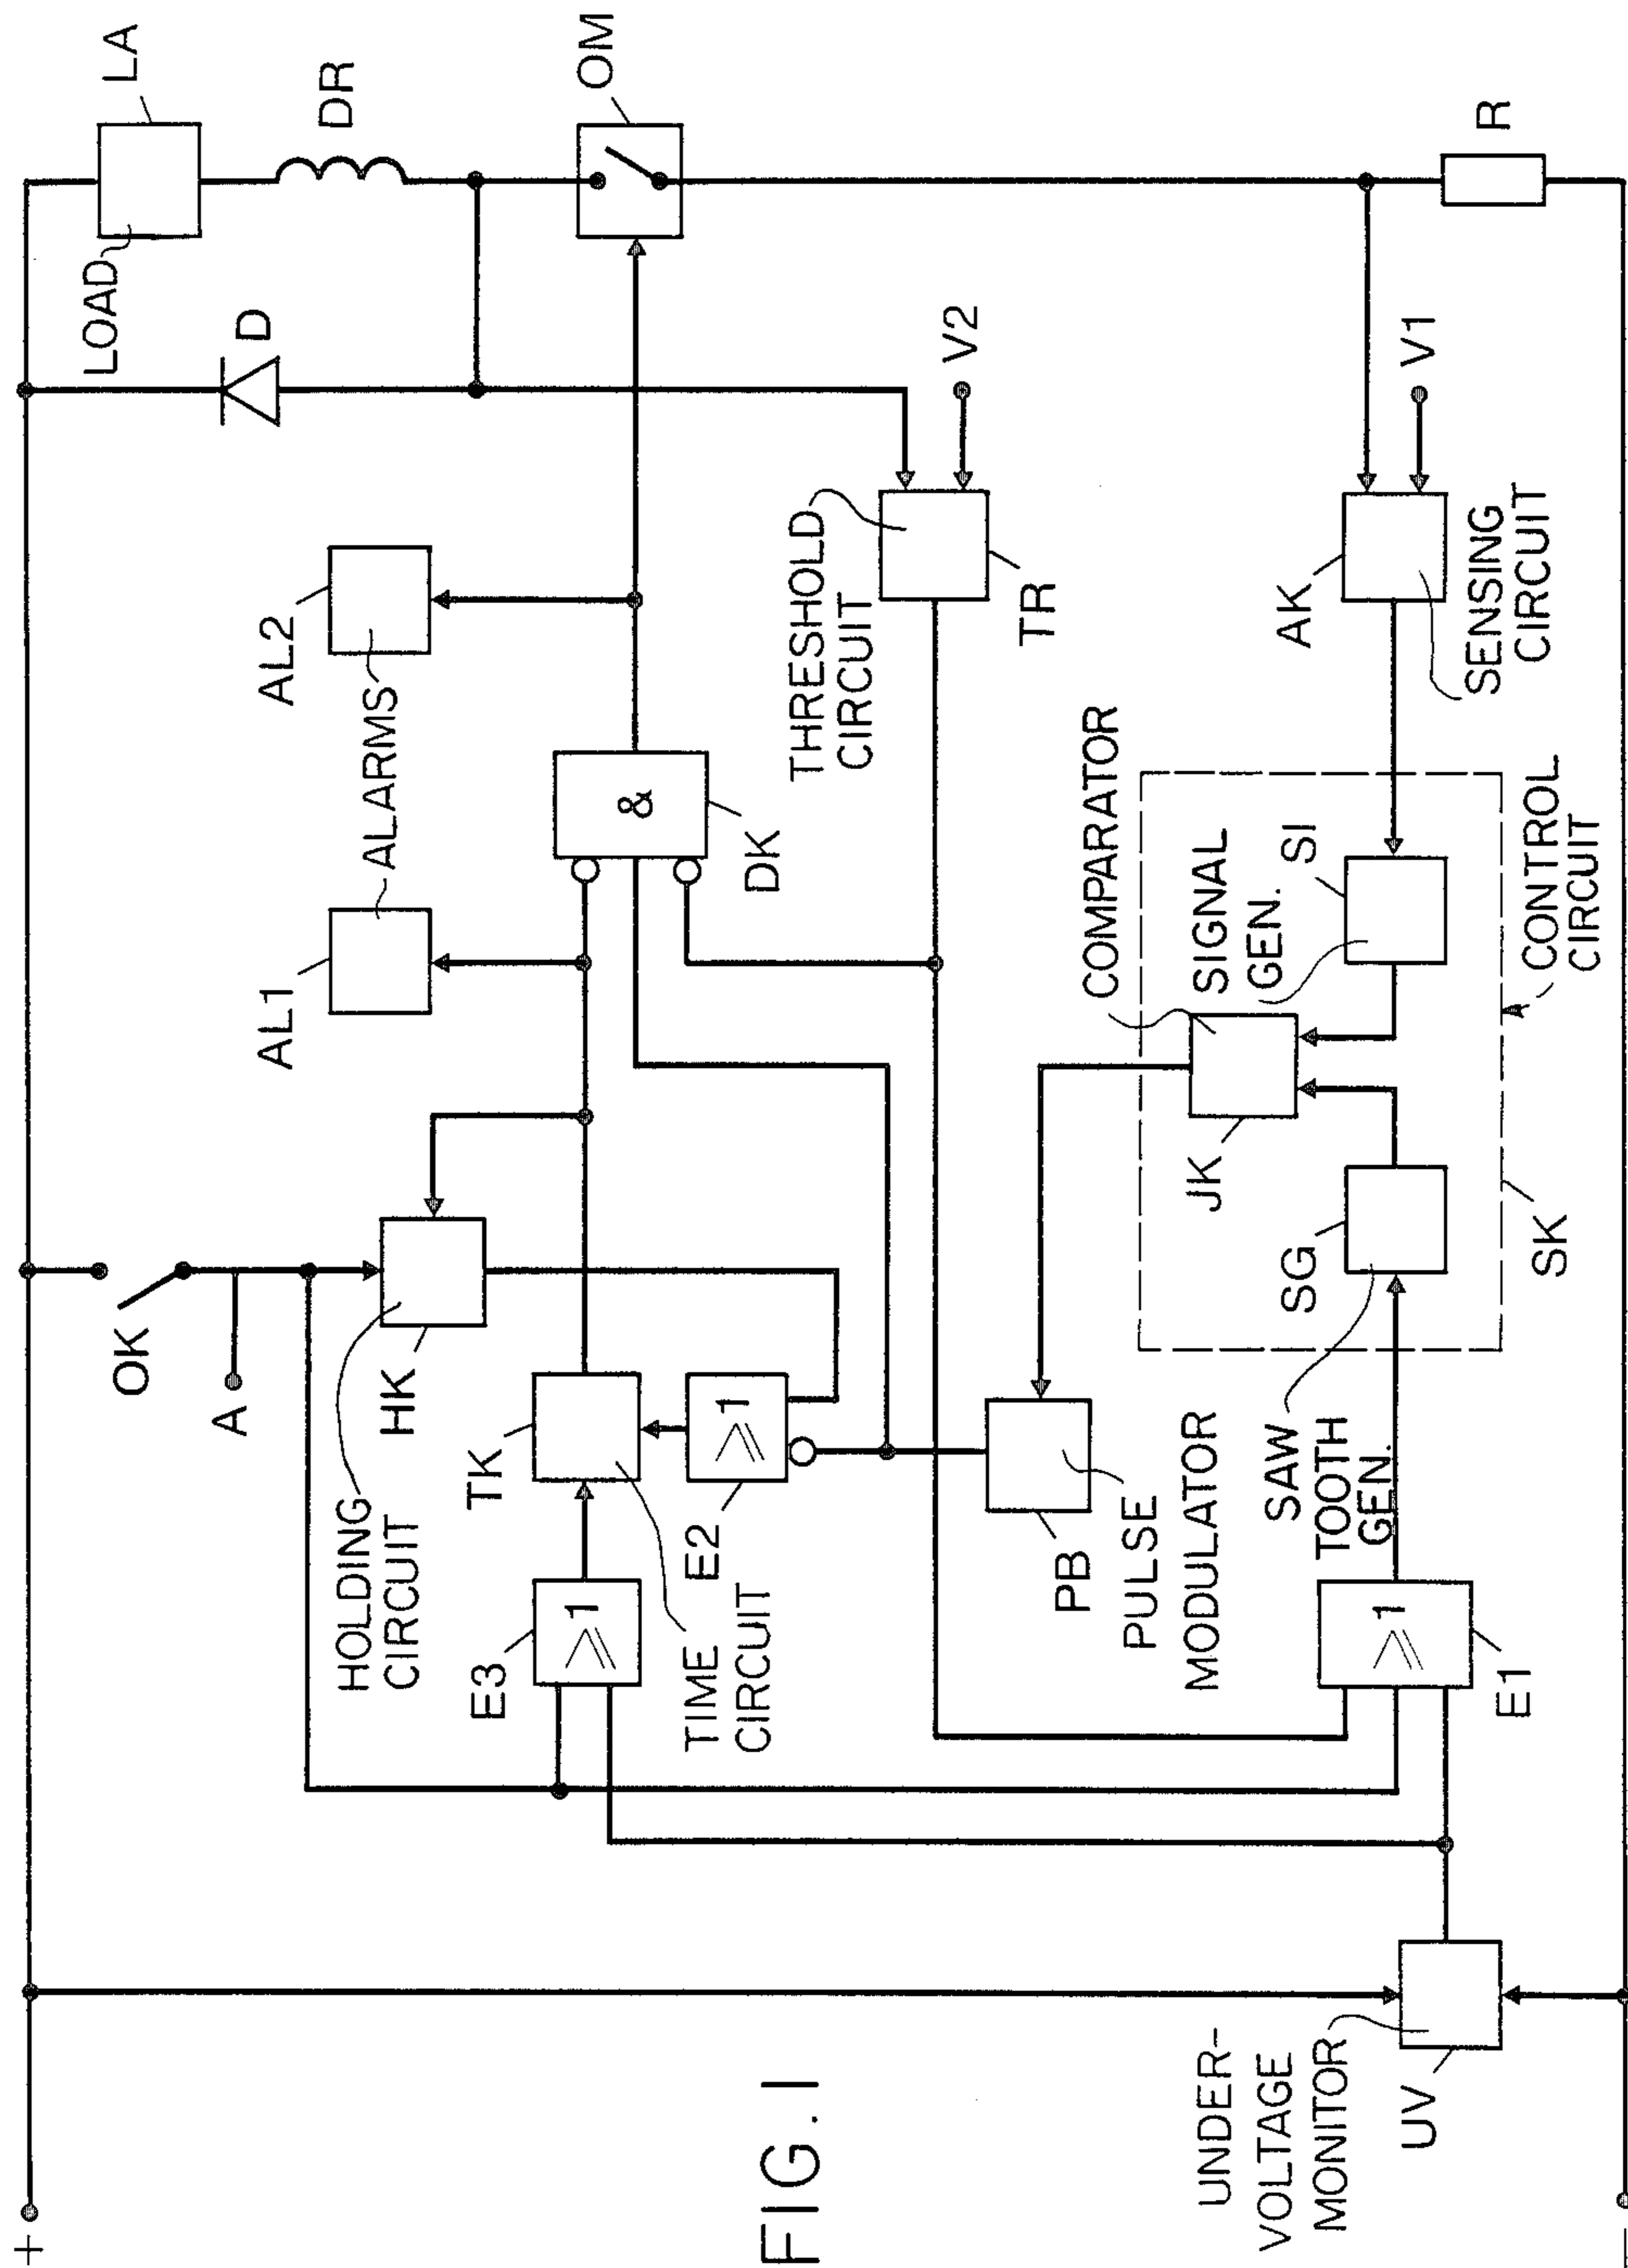 +
UNDER-
VOLTAGE
MONITOR
UV
FIG. 1
E3
≥1
TIME
CIRCUIT
TK
E2
≥1
HOLDING
CIRCUIT
HK
OK
A
AL1
ALARMS
AL2
&
DK
LOAD
LA
D
DR
OM
THRESHOLD
CIRCUIT
TR
V2
PB
PULSE
MODULATOR
E1
≥1
SAW
TOOTH
GEN.
SG
SK
JK
COMPARATOR
SIGNAL
GEN.
SI
CONTROL
CIRCUIT
AK
SENSING
CIRCUIT
V1
R
−